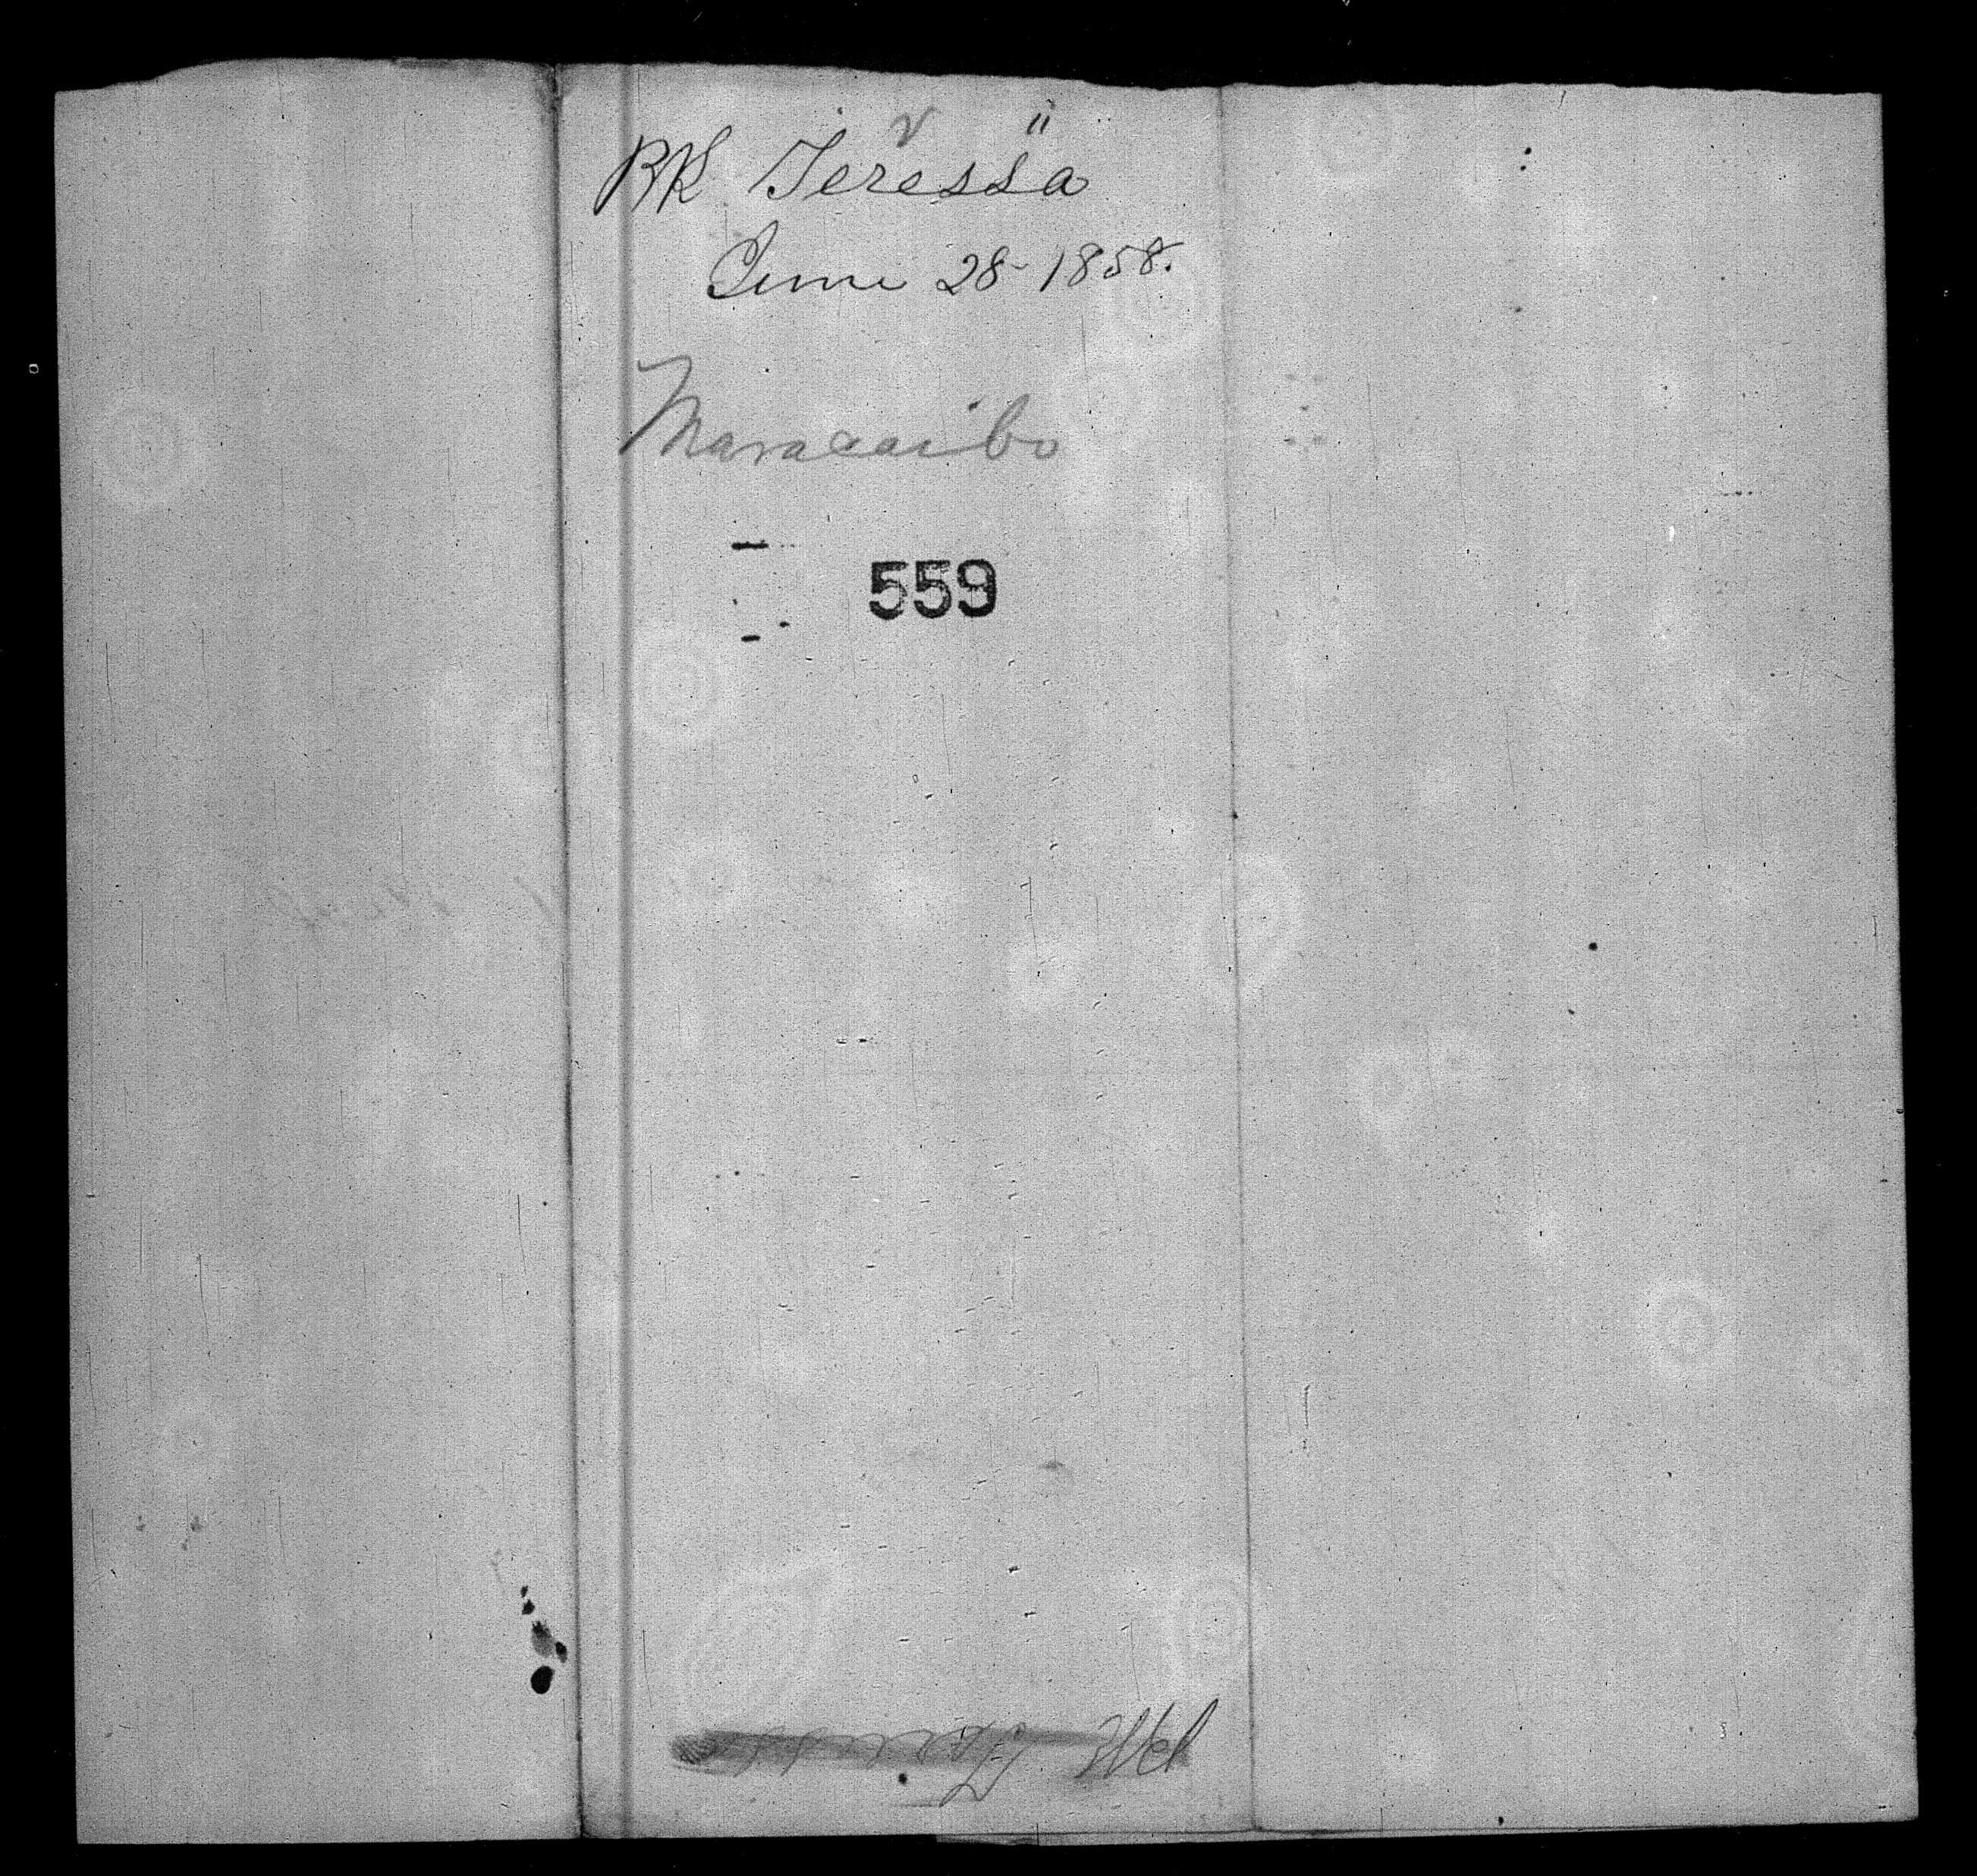 BK Teressa
June 28 - 1858.
Maracaibo
559